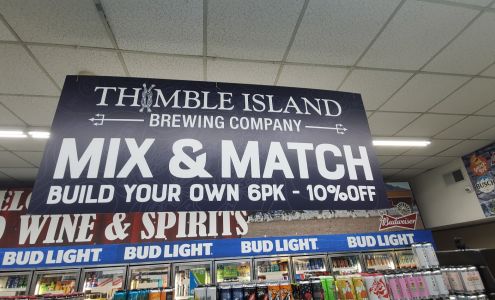 THIMBLE ISLAND
BREWING COMPANY
MIX & MATCH
BUILD YOUR OWN 6PK - 10%OFF
WINE & SPIRITS
Budweiser
BUD LIGHT
BUD LIGHT
BUD LIGHT
BUD LIGHT